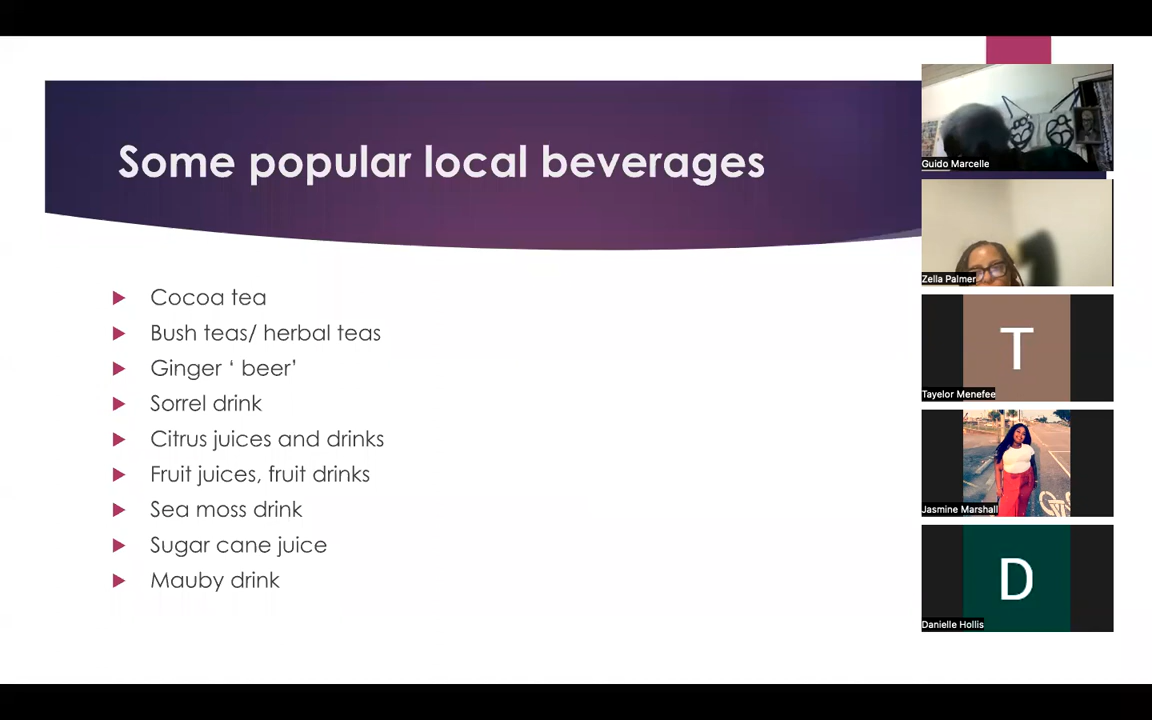 Some popular local beverages
Cocoa tea
Bush teas/ herbal teas
Ginger ‘ beer’
Sorrel drink
Citrus juices and drinks
Fruit juices, fruit drinks
Sea moss drink
Sugar cane juice
Mauby drink
Guido Marcelle
Zella Palmer
T
Tayelor Menefee
Jasmine Marshall
D
Danielle Hollis